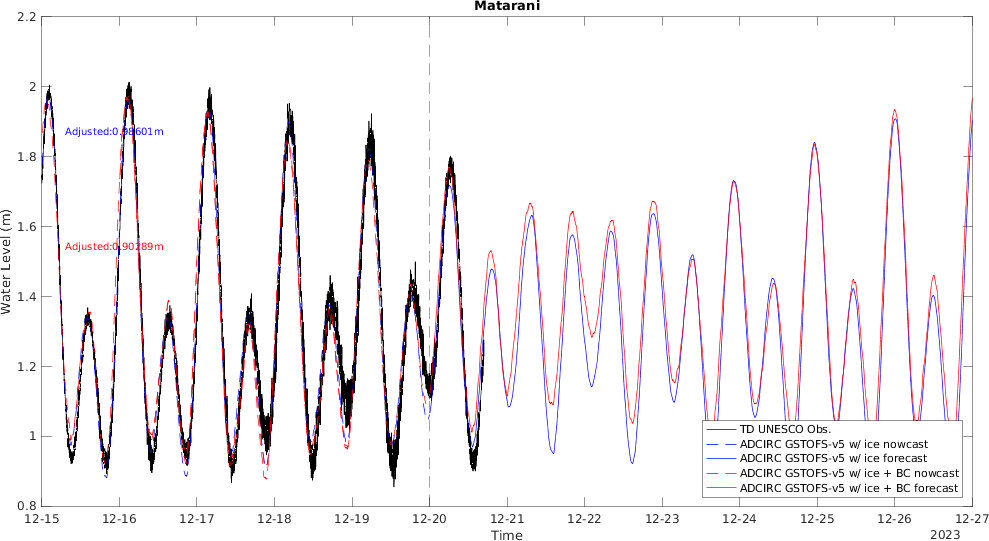 Matarani
2.2
2
1.8
1.6
1.4
1.2
1
0.8
Water Level (m)
Adjusted:0.98601m
Adjusted:0.90289m
TD UNESCO Obs.
ADCIRC GSTOFS-v5 w/ ice nowcast
ADCIRC GSTOFS-v5 w/ ice forecast
ADCIRC GSTOFS-v5 w/ ice + BC nowcast
ADCIRC GSTOFS-v5 w/ ice + BC forecast
12-15 12-16 12-17 12-18 12-19 12-20 12-21 12-22 12-23 12-24 12-25 12-26 12-27
Time
2023